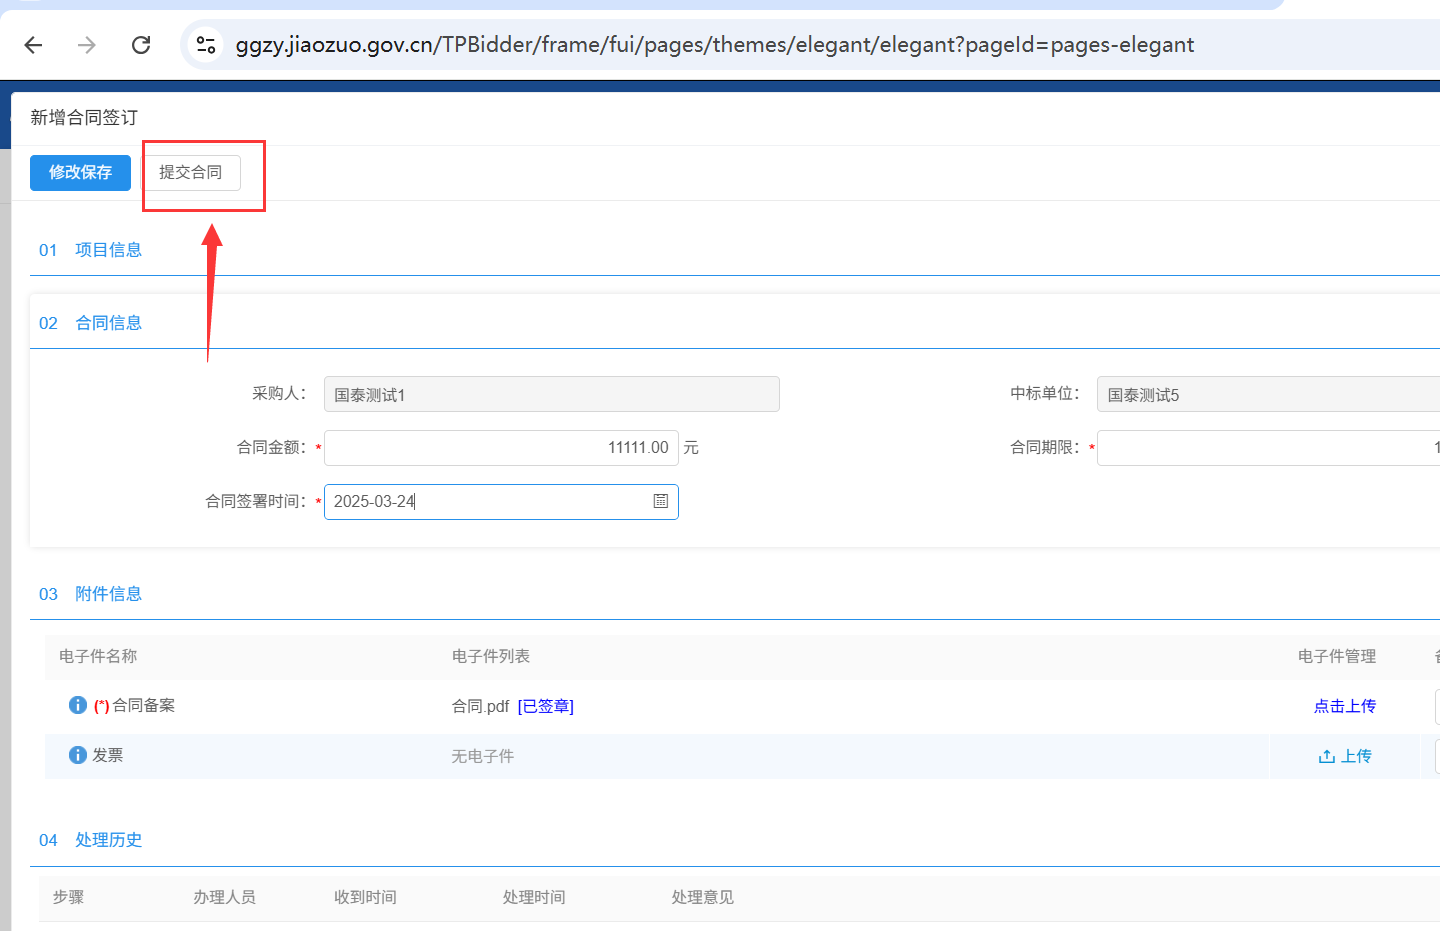 ggzy.jiaozuo.gov.cn/TPBidder/frame/fui/pages/themes/elegant/elegant?pageId=pages-elegant
新增合同签订
修改保存 提交合同
01 项目信息
02 合同信息
采购人： 国泰测试1 中标单位： 国泰测试5
合同金额：* 11111.00 元 合同期限：* 1
合同签署时间：* 2025-03-24
03 附件信息
电子件名称 电子件列表 电子件管理
(*)合同备案 合同.pdf [已签章] 点击上传
发票 无电子件 上传
04 处理历史
步骤 办理人员 收到时间 处理时间 处理意见